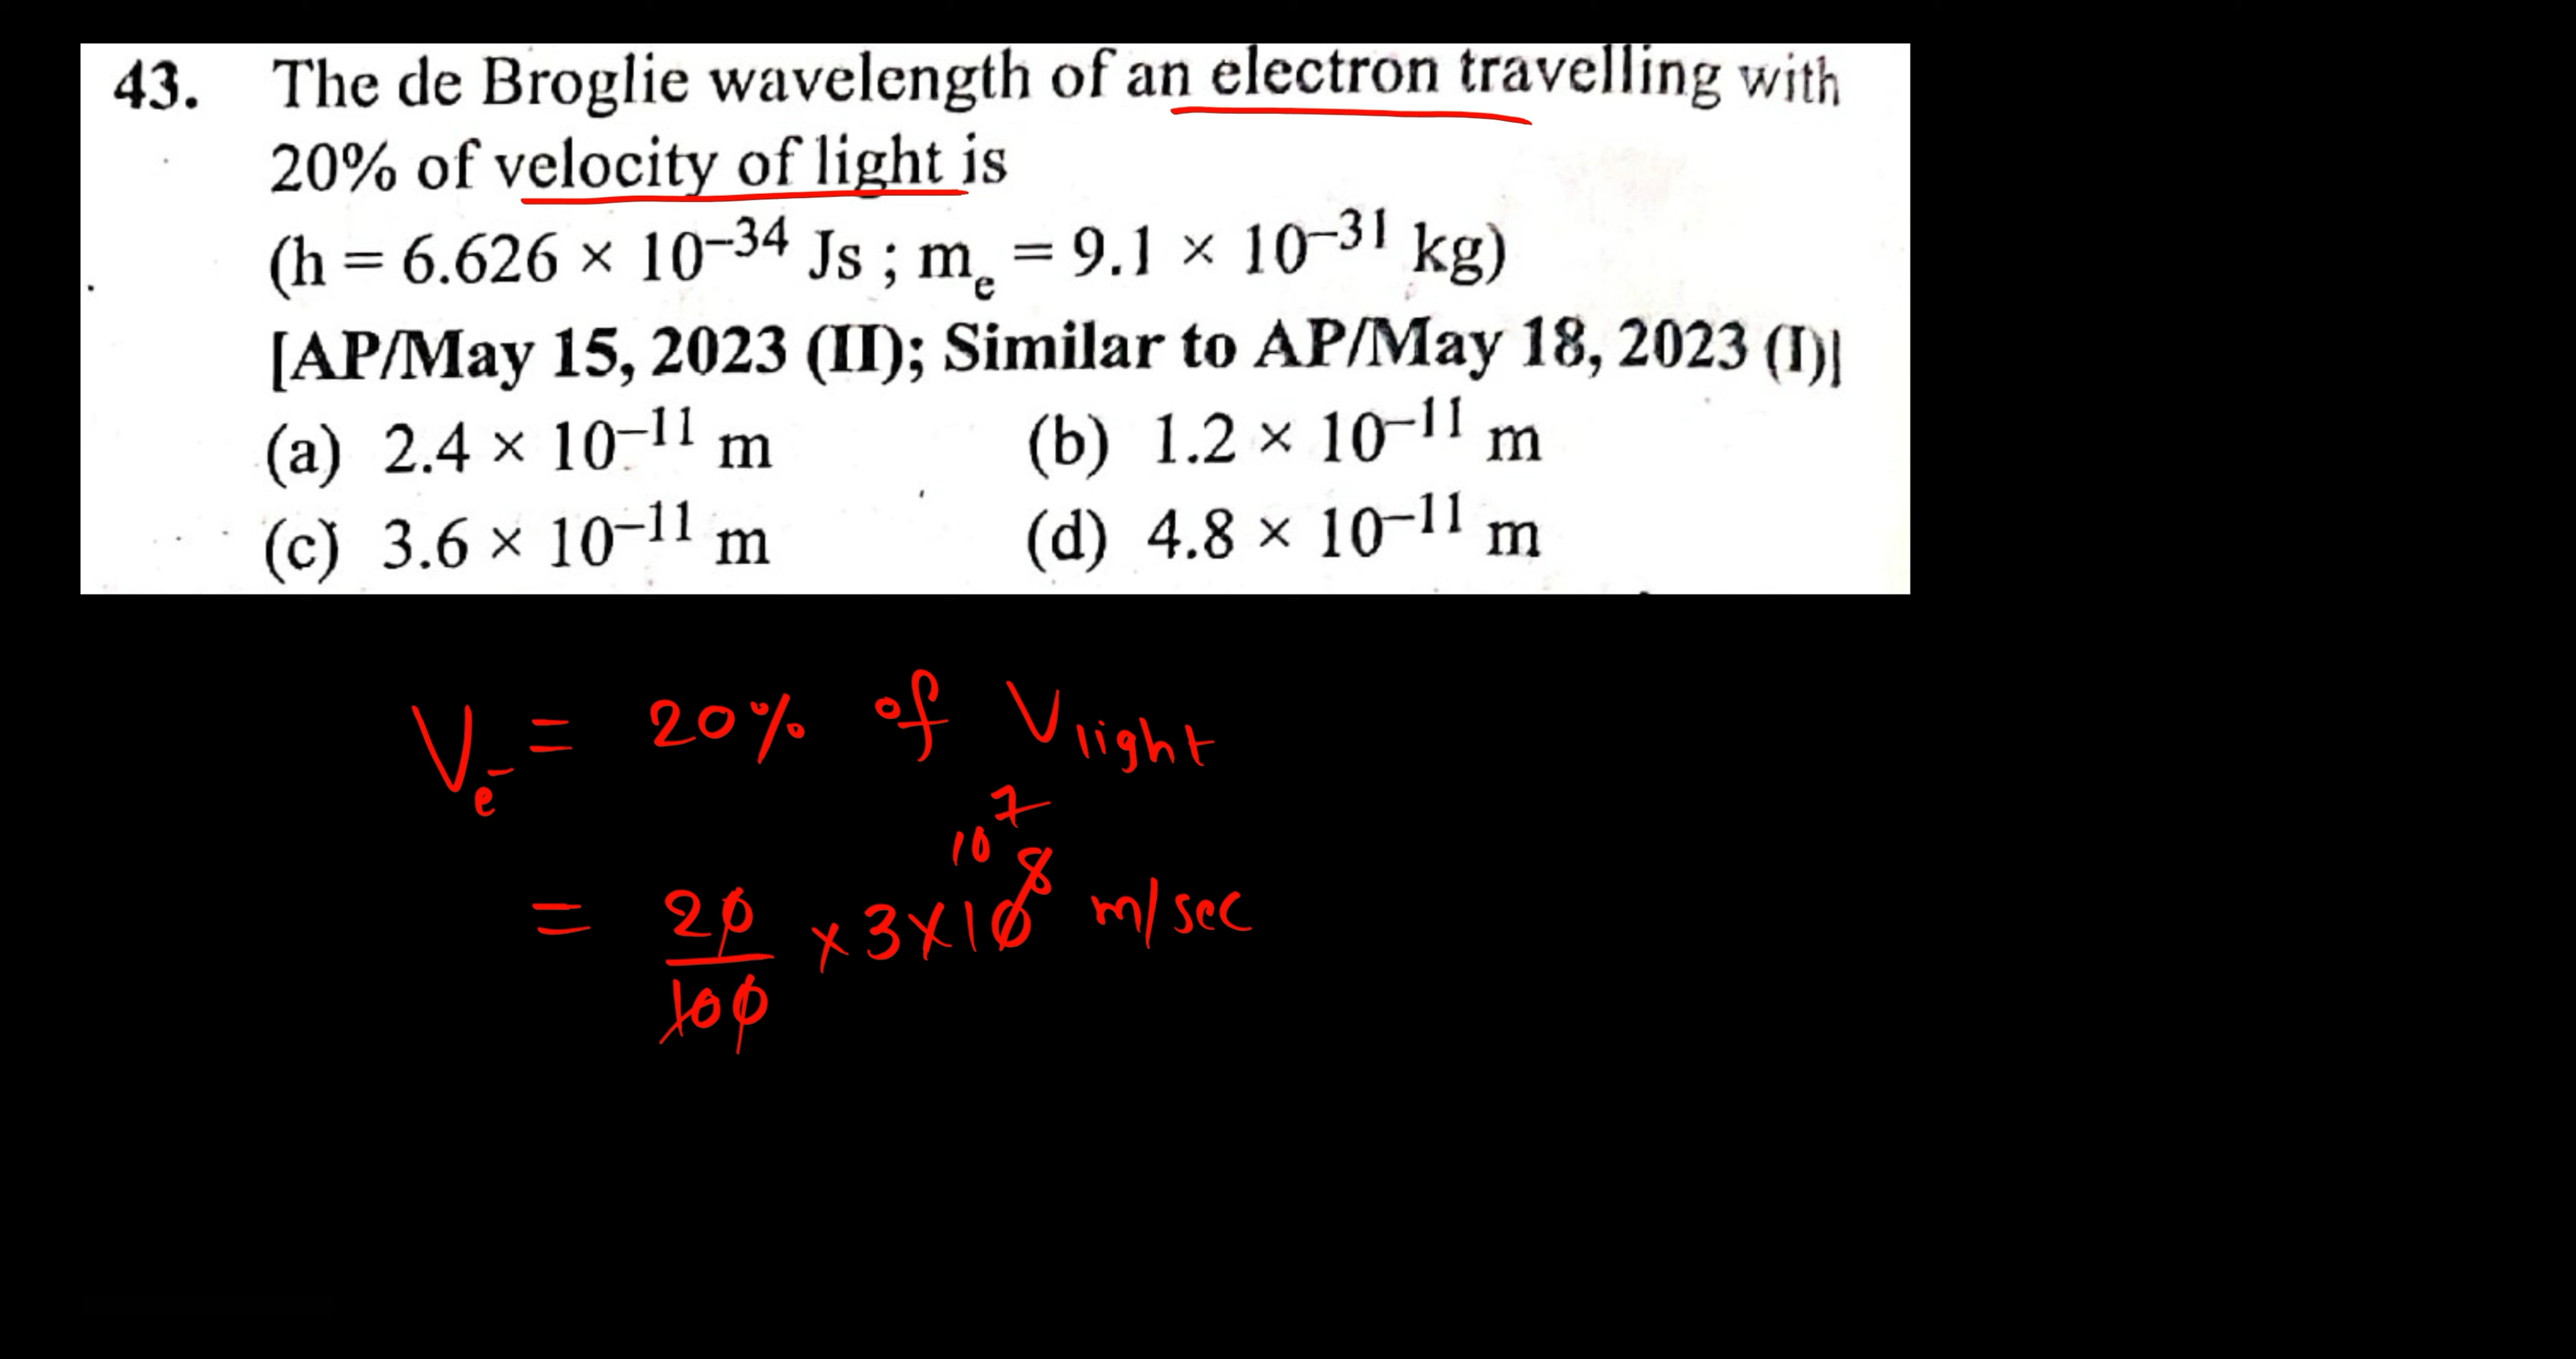 43. The de Broglie wavelength of an electron travelling with
20% of velocity of light is
(h = 6.626 × 10⁻³⁴ Js ; mₑ = 9.1 × 10⁻³¹ kg)
[AP/May 15, 2023 (II); Similar to AP/May 18, 2023 (I)]
(a) 2.4 × 10⁻¹¹ m (b) 1.2 × 10⁻¹¹ m
(c) 3.6 × 10⁻¹¹ m (d) 4.8 × 10⁻¹¹ m
V e⁻ = 20% of V light
10⁷
= 20/100 × 3 × 10⁸ m/sec